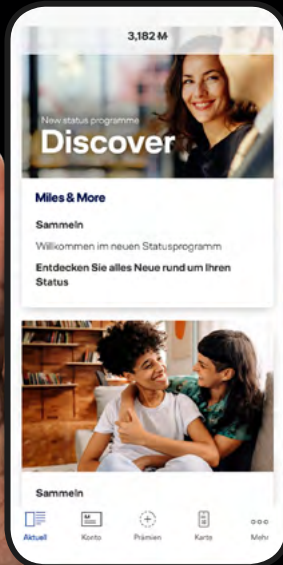 3,182 M
New status programme
Discover
Miles & More
Sammeln
Willkommen im neuen Statusprogramm
Entdecken Sie alles Neue rund um Ihren
Status
Sammeln
Aktuell Konto Prämien Karte Mehr